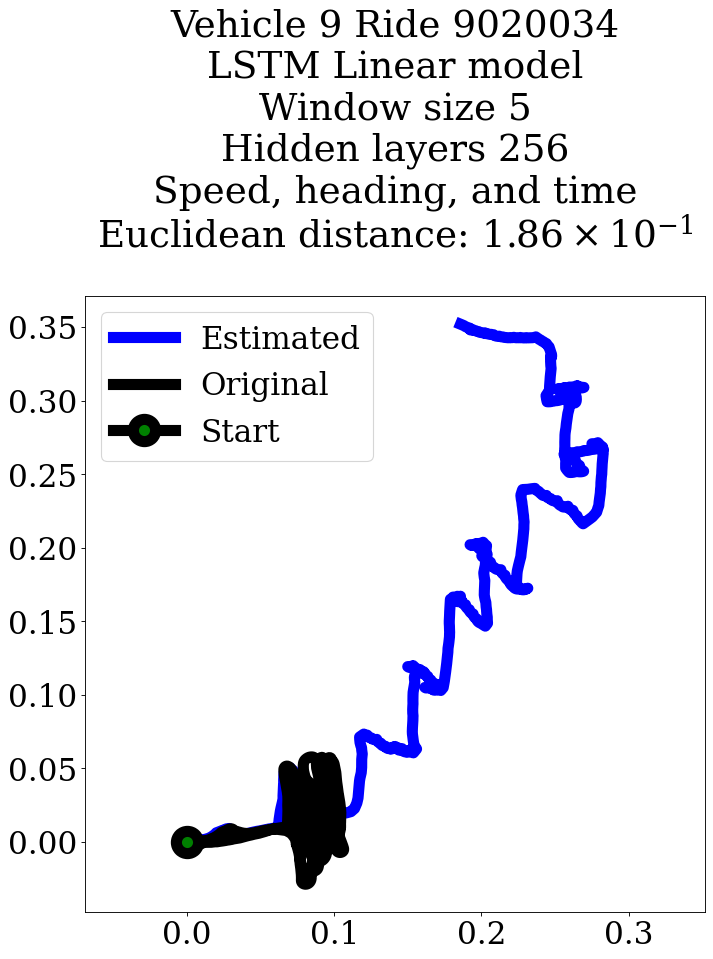 Vehicle 9 Ride 9020034
LSTM Linear model
Window size 5
Hidden layers 256
Speed, heading, and time
Euclidean distance: 1.86 × 10⁻¹
Estimated
Original
Start
0.35
0.30
0.25
0.20
0.15
0.10
0.05
0.00
0.0 0.1 0.2 0.3